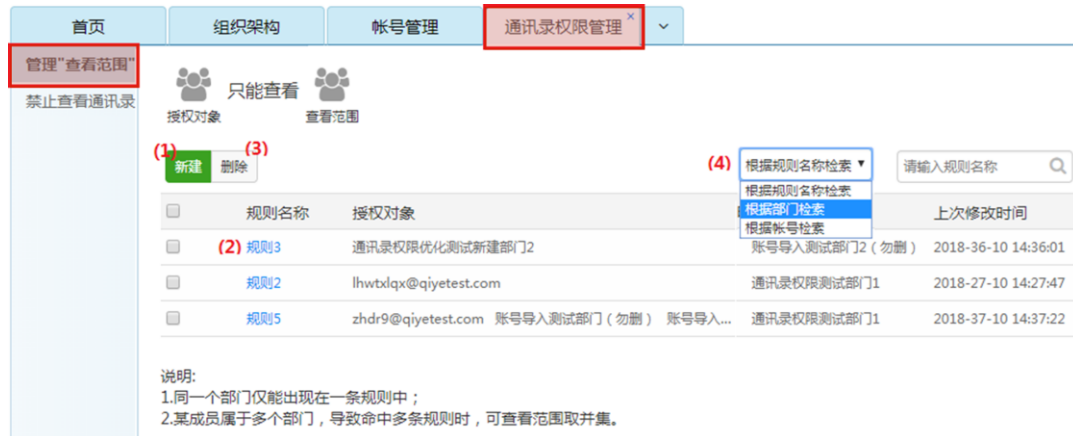 首页 组织架构 帐号管理 通讯录权限管理 ×
管理"查看范围"
禁止查看通讯录
只能查看
授权对象 查看范围
(1) 新建 (3) 删除 (4) 根据规则名称检索 ▼ 请输入规则名称
根据规则名称检索
根据部门检索
根据帐号检索
规则名称 授权对象 上次修改时间
(2) 规则3 通讯录权限优化测试新建部门2 账号导入测试部门2（勿删） 2018-36-10 14:36:01
规则2 lhwtxlqx@qiyetest.com 通讯录权限测试部门1 2018-27-10 14:27:47
规则5 zhdr9@qiyetest.com 账号导入测试部门（勿删） 账号导入... 通讯录权限测试部门1 2018-37-10 14:37:22
说明:
1.同一个部门仅能出现在一条规则中；
2.某成员属于多个部门，导致命中多条规则时，可查看范围取并集。